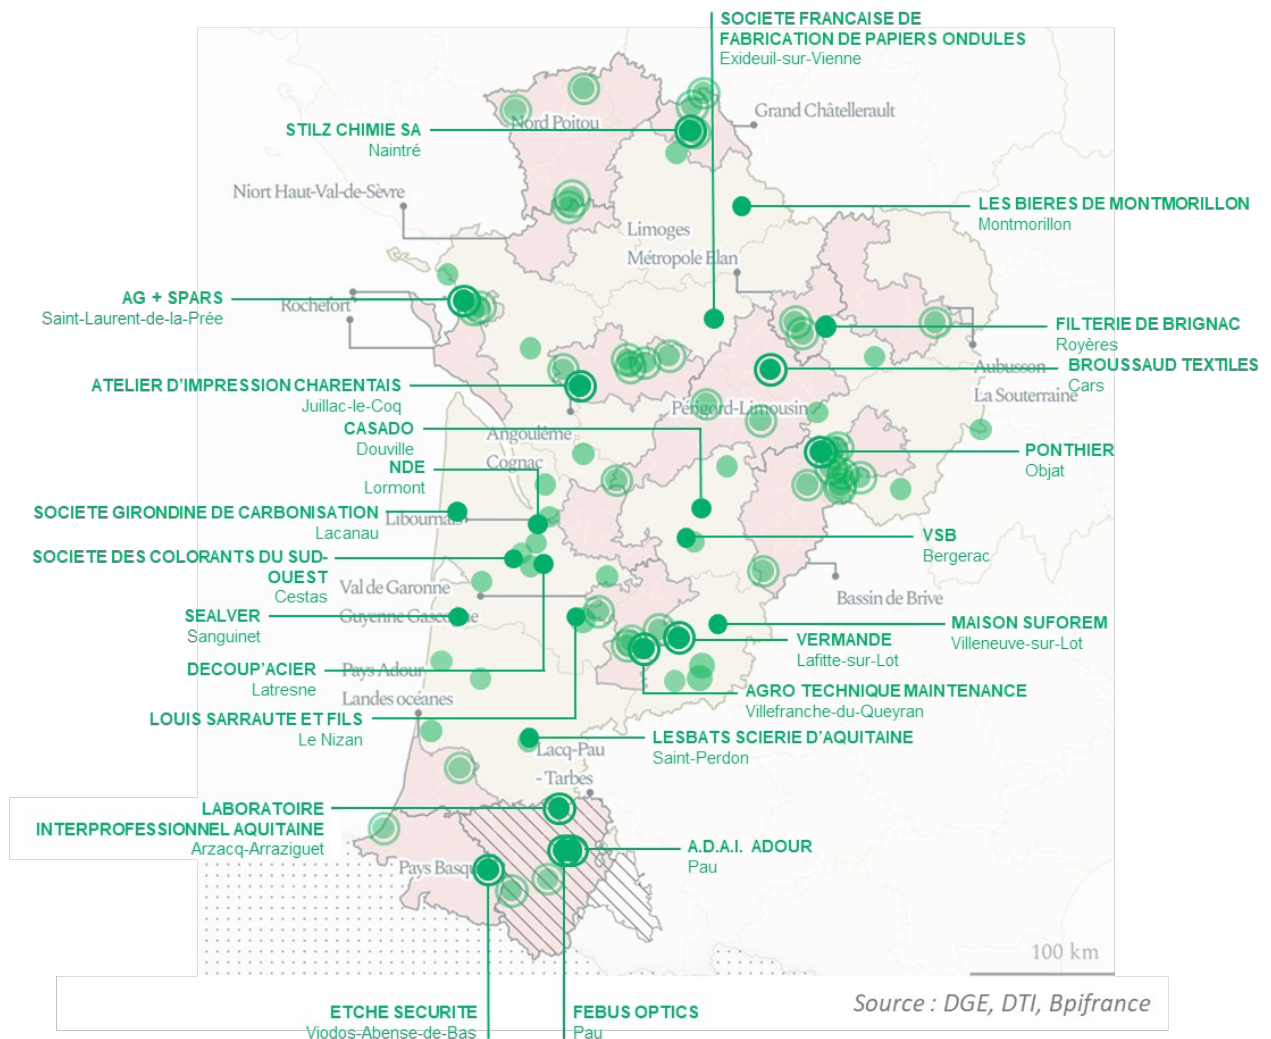 SOCIETE FRANCAISE DE
FABRICATION DE PAPIERS ONDULES
Exideuil-sur-Vienne
Grand Châtellerault
Nord Poitou
STILZ CHIMIE SA
Naintré
Niort Haut-Val-de-Sèvre
LES BIERES DE MONTMORILLON
Montmorillon
Limoges
Métropole Elan
AG + SPARS
Saint-Laurent-de-la-Prée
Rochefort
FILTERIE DE BRIGNAC
Royères
BROUSSAUD TEXTILES
Cars
Aubusson
La Souterraine
ATELIER D'IMPRESSION CHARENTAIS
Juillac-le-Coq
Périgord-Limousin
CASADO
Douville
Angoulême
Cognac
PONTHIER
Objat
NDE
Lormont
SOCIETE GIRONDINE DE CARBONISATION
Lacanau
Libournais
VSB
Bergerac
SOCIETE DES COLORANTS DU SUD-
OUEST
Cestas
Val de Garonne
Guyenne Gascogne
Bassin de Brive
SEALVER
Sanguinet
MAISON SUFOREM
Villeneuve-sur-Lot
VERMANDE
Lafitte-sur-Lot
DECOUP'ACIER
Latresne
Pays Adour
Landes océanes
AGRO TECHNIQUE MAINTENANCE
Villefranche-du-Queyran
LOUIS SARRAUTE ET FILS
Le Nizan
LESBATS SCIERIE D'AQUITAINE
Saint-Perdon
Lacq-Pau
- Tarbes
LABORATOIRE
INTERPROFESSIONNEL AQUITAINE
Arzacq-Arraziguet
A.D.A.I. ADOUR
Pau
Pays Basqu
100 km
Source : DGE, DTI, Bpifrance
ETCHE SECURITE
Viodos-Abense-de-Bas
FEBUS OPTICS
Pau